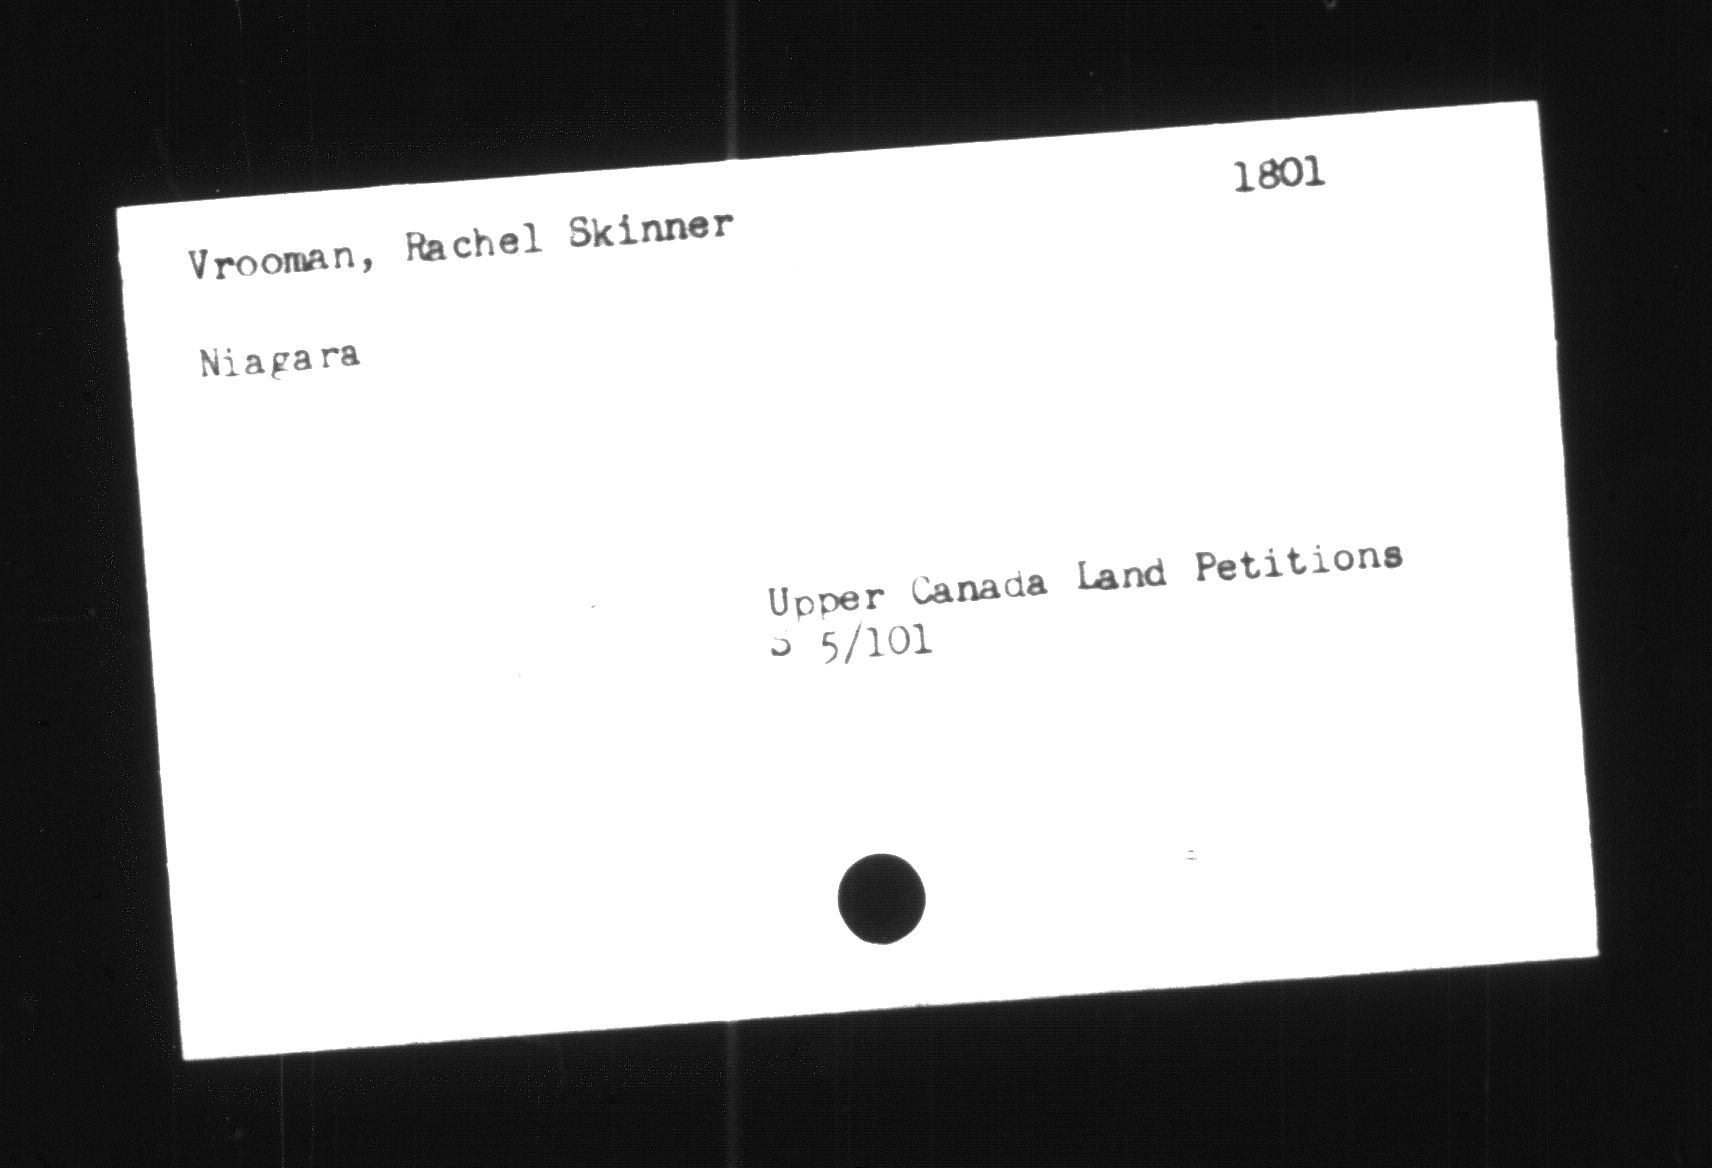 1801
Vrooman, Rachel Skinner
Niagara
Upper Canada Land Petitions
S 5/101